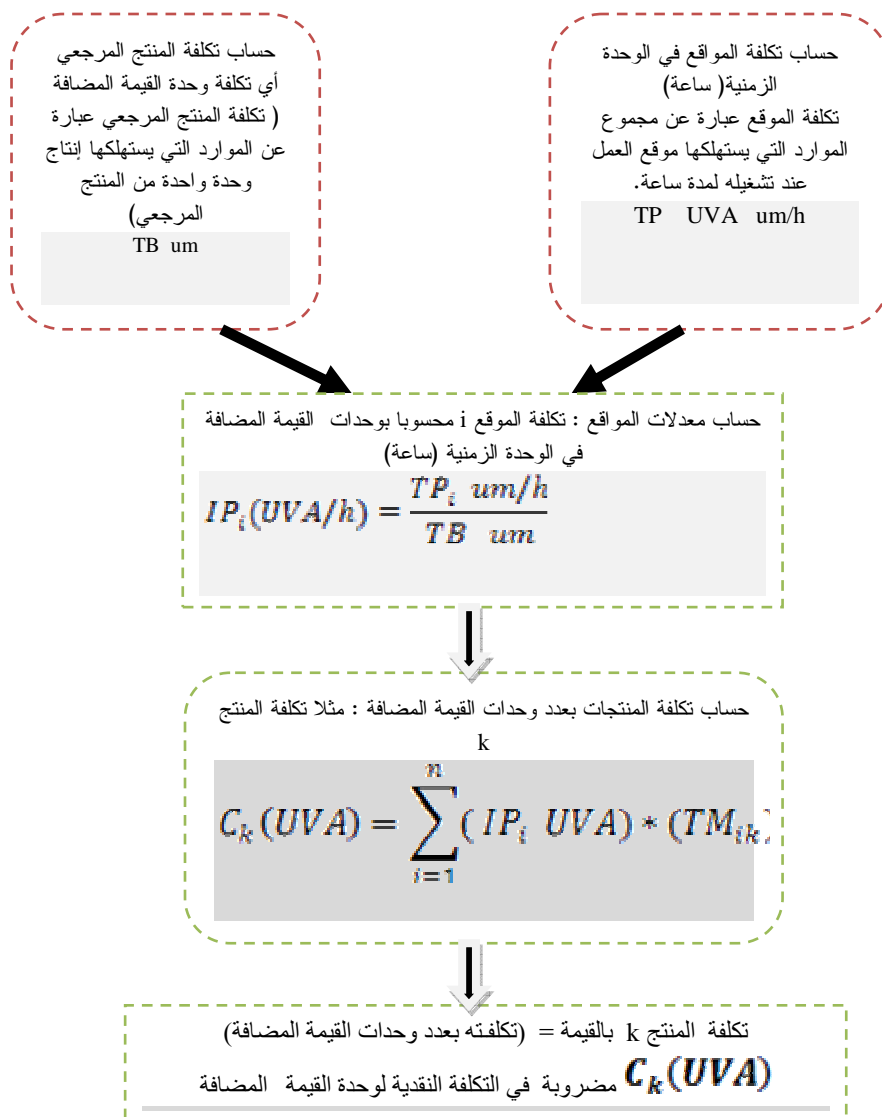 حساب تكلفة المواقع في الوحدة
الزمنية( ساعة)
تكلفة الموقع عبارة عن مجموع
الموارد التي يستهلكها موقع العمل
عند تشغيله لمدة ساعة.
TP UVA um/h
حساب تكلفة المنتج المرجعي
أي تكلفة وحدة القيمة المضافة
( تكلفة المنتج المرجعي عبارة
عن الموارد التي يستهلكها إنتاج
وحدة واحدة من المنتج
المرجعي)
TB um
حساب معدلات المواقع : تكلفة الموقع i محسوبا بوحدات القيمة المضافة
في الوحدة الزمنية (ساعة)
IP_i(UVA/h) = \frac{TP_i um/h}{TB um}
حساب تكلفة المنتجات بعدد وحدات القيمة المضافة : مثلا تكلفة المنتج
k
C_k(UVA) = \sum_{i=1}^{n}( IP_i UVA) * (TM_{ik})
تكلفة المنتج k بالقيمة = (تكلفته بعدد وحدات القيمة المضافة)
C_k(UVA) مضروبة في التكلفة النقدية لوحدة القيمة المضافة